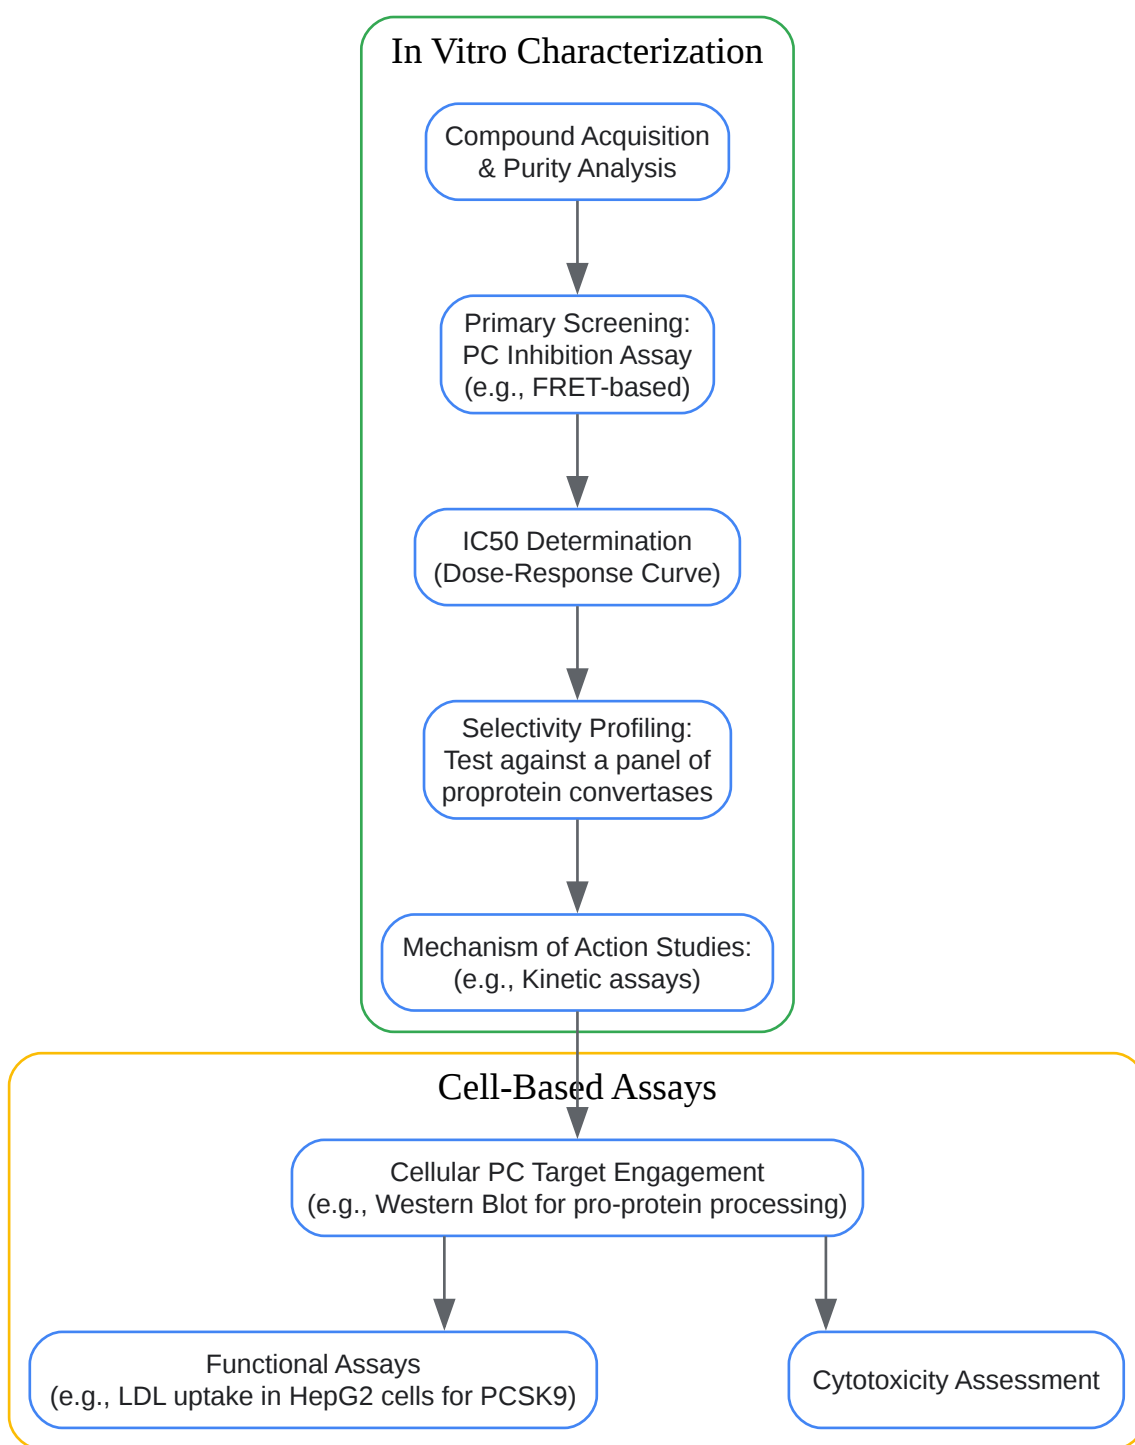 In Vitro Characterization
Compound Acquisition
& Purity Analysis
Primary Screening:
PC Inhibition Assay
(e.g., FRET-based)
IC50 Determination
(Dose-Response Curve)
Selectivity Profiling:
Test against a panel of
proprotein convertases
Mechanism of Action Studies:
(e.g., Kinetic assays)
Cell-Based Assays
Cellular PC Target Engagement
(e.g., Western Blot for pro-protein processing)
Functional Assays
(e.g., LDL uptake in HepG2 cells for PCSK9)
Cytotoxicity Assessment